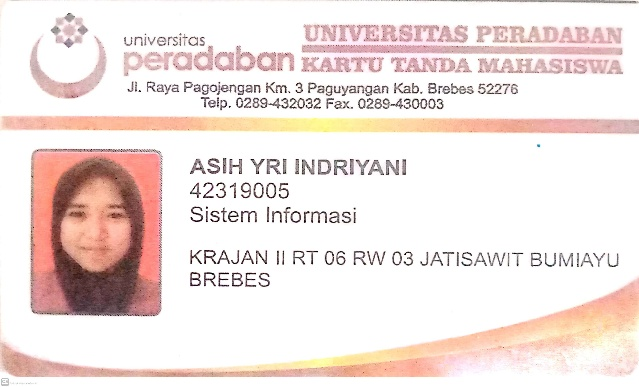 universitas
peradaban
UNIVERSITAS PERADABAN
KARTU TANDA MAHASISWA
Jl. Raya Pagojengan Km. 3 Paguyangan Kab. Brebes 52276
Telp. 0289-432032 Fax. 0289-430003
ASIH YRI INDRIYANI
42319005
Sistem Informasi
KRAJAN II RT 06 RW 03 JATISAWIT BUMIAYU
BREBES